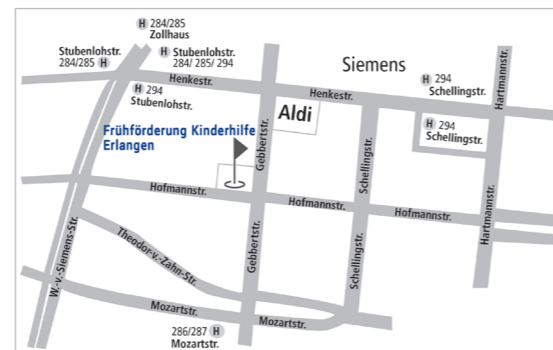 H 284/285
Zollhaus
Stubenlohstr.
284/285 H
H Stubenlohstr.
284/ 285/ 294
Siemens
H 294
Schellingstr.
Henkestr.
Henkestr.
H 294
Stubenlohstr.
Aldi
Hartmannstr.
H 294
Schellingstr.
Frühförderung Kinderhilfe
Erlangen
Gebbertstr.
Schellingstr.
Hofmannstr.
Hofmannstr.
Hofmannstr.
Hartmannstr.
W.-v.-Siemens-Str.
Theodor-v.-Zahn-Str.
Gebbertstr.
Schellingstr.
Mozartstr.
Mozartstr.
286/287 H
Mozartstr.